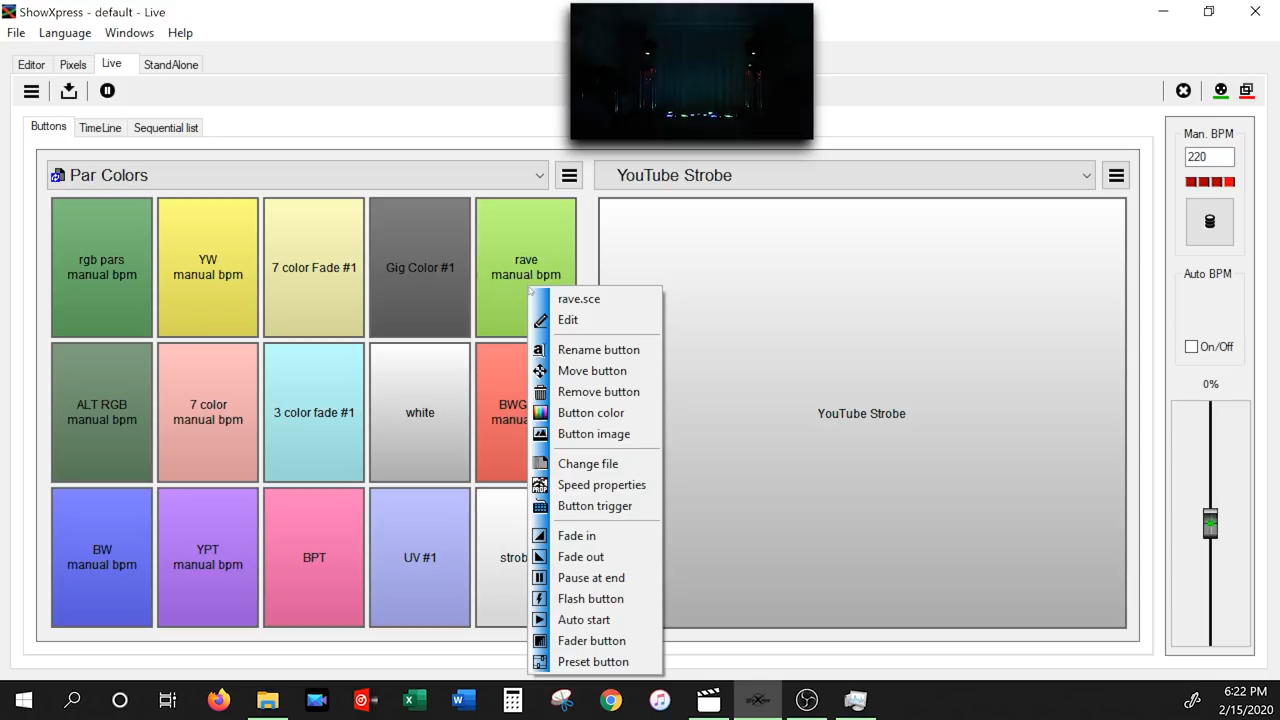 ShowXpress - default - Live
File Language Windows Help
Editor Pixels Live StandAlone
Buttons TimeLine Sequential list
Par Colors
YouTube Strobe
rgb pars
manual bpm
YW
manual bpm
7 color Fade #1
Gig Color #1
rave
manual bpm
ALT RGB
manual bpm
7 color
manual bpm
3 color fade #1
white
BWG
manua
BW
manual bpm
YPT
manual bpm
BPT
UV #1
strob
rave.sce
Edit
Rename button
Move button
Remove button
Button color
Button image
Change file
Speed properties
Button trigger
Fade in
Fade out
Pause at end
Flash button
Auto start
Fader button
Preset button
YouTube Strobe
Man. BPM
220
Auto BPM
On/Off
0%
6:22 PM
2/15/2020